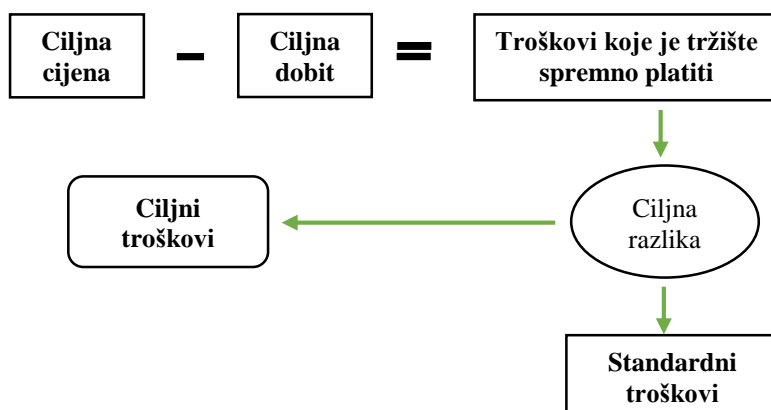 Ciljna
cijena
–
Ciljna
dobit
=
Troškovi koje je tržište
spremno platiti
Ciljni
troškovi
Ciljna
razlika
Standardni
troškovi